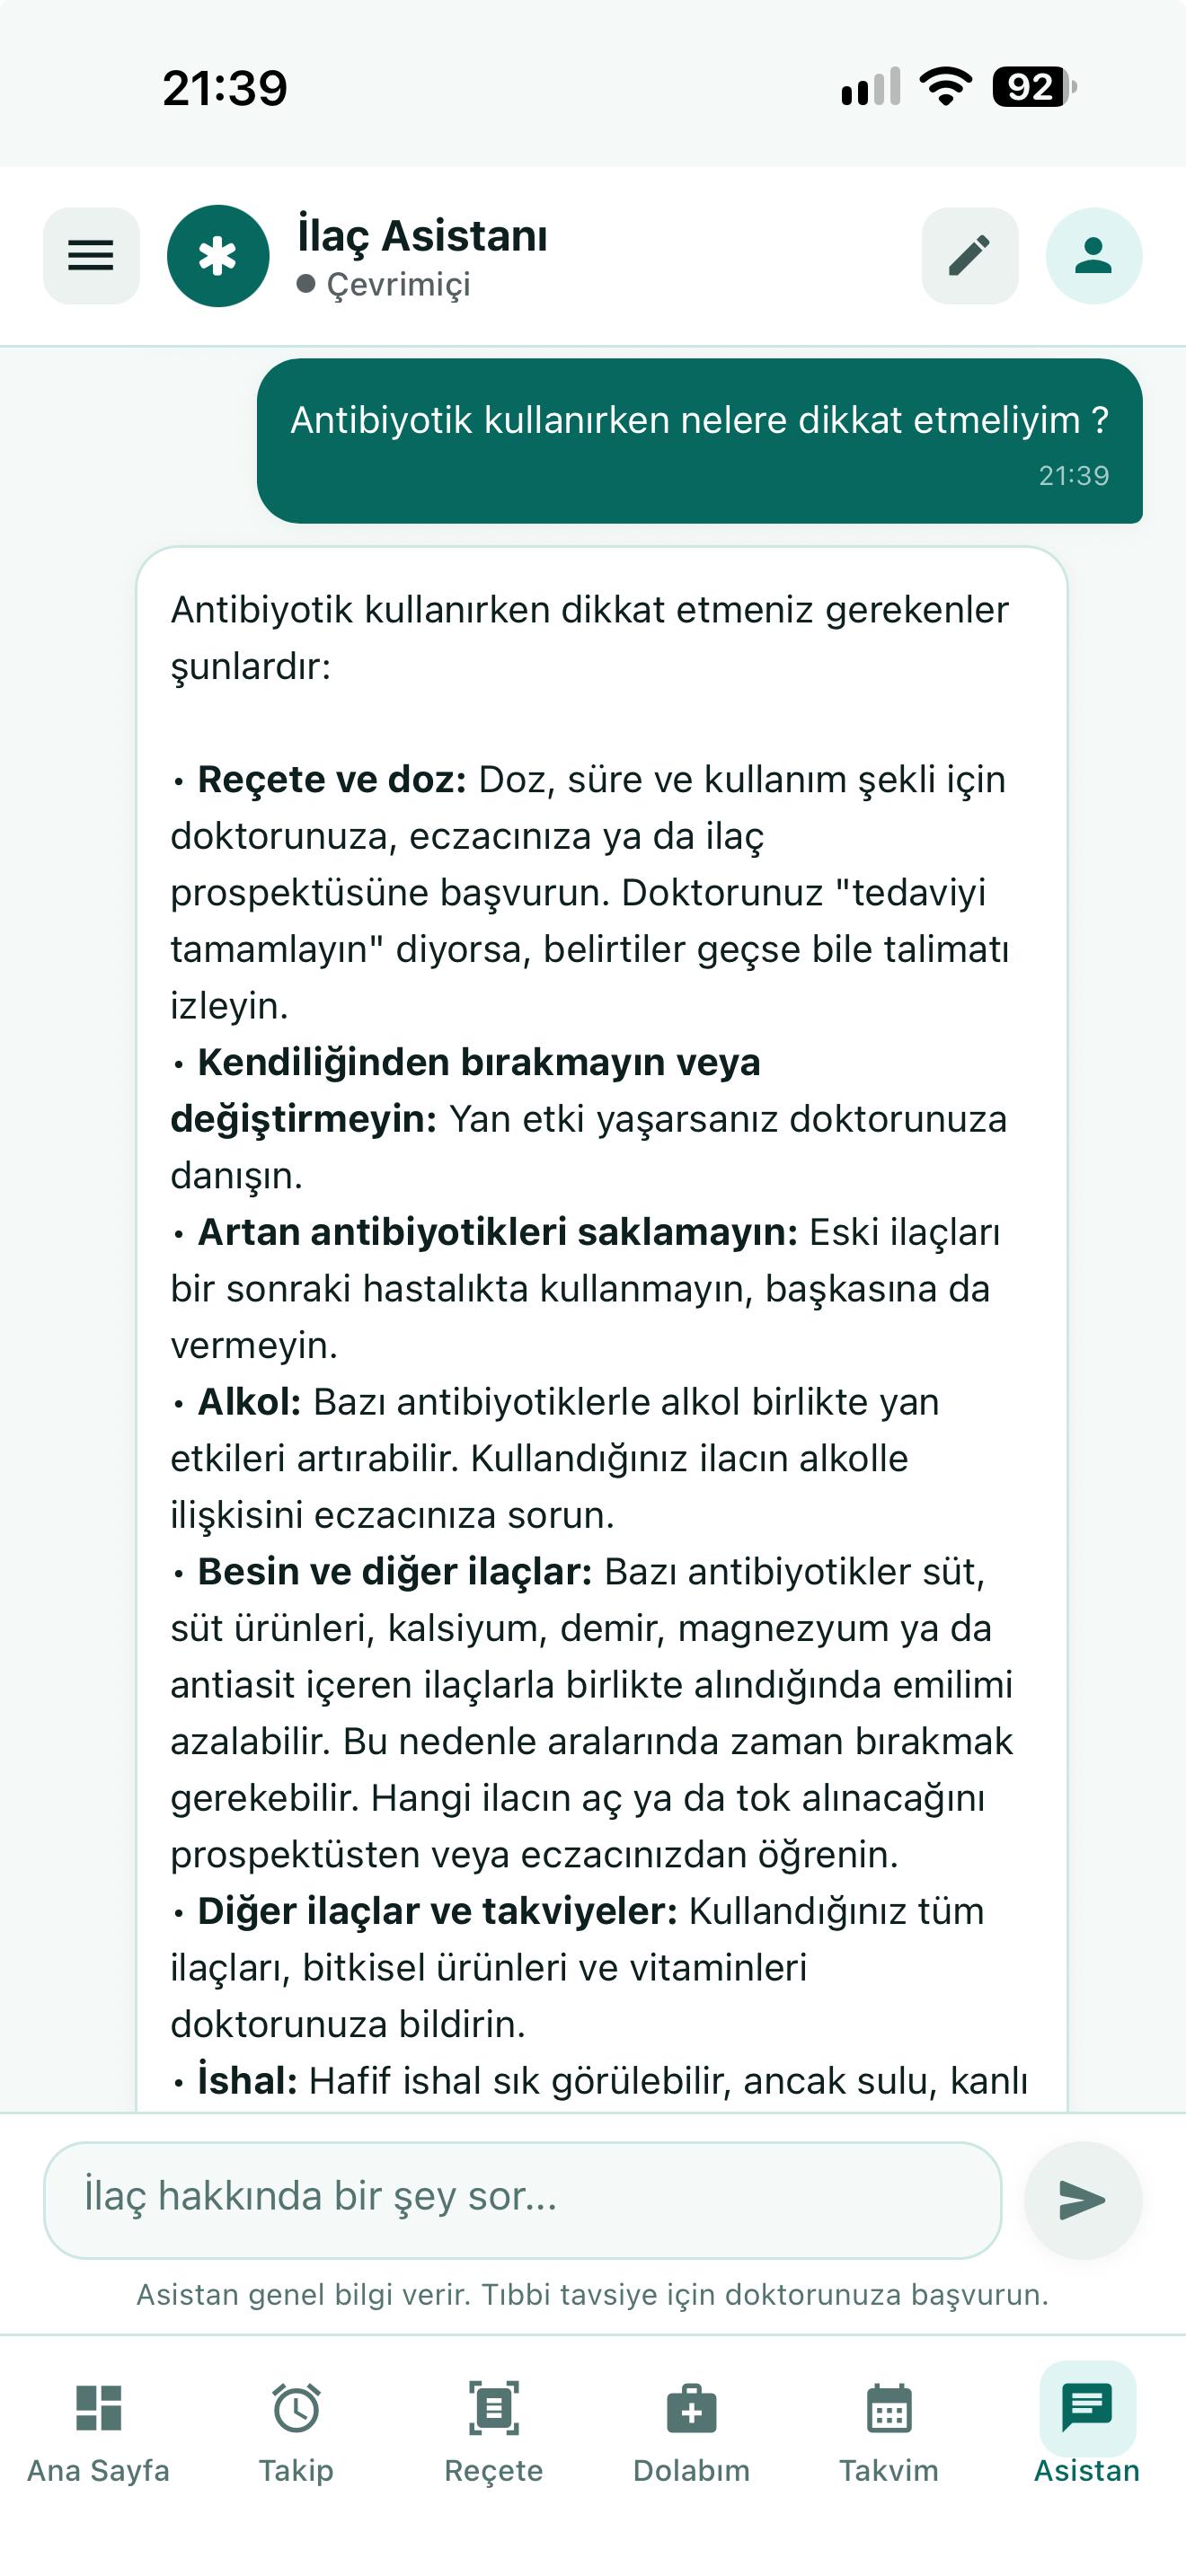 21:39
92
İlaç Asistanı
Çevrimiçi
Antibiyotik kullanırken nelere dikkat etmeliyim ?
21:39
Antibiyotik kullanırken dikkat etmeniz gerekenler
şunlardır:
• Reçete ve doz: Doz, süre ve kullanım şekli için
doktorunuza, eczacınıza ya da ilaç
prospektüsüne başvurun. Doktorunuz "tedaviyi
tamamlayın" diyorsa, belirtiler geçse bile talimatı
izleyin.
• Kendiliğinden bırakmayın veya
değiştirmeyin: Yan etki yaşarsanız doktorunuza
danışın.
• Artan antibiyotikleri saklamayın: Eski ilaçları
bir sonraki hastalıkta kullanmayın, başkasına da
vermeyin.
• Alkol: Bazı antibiyotiklerle alkol birlikte yan
etkileri artırabilir. Kullandığınız ilacın alkolle
ilişkisini eczacınıza sorun.
• Besin ve diğer ilaçlar: Bazı antibiyotikler süt,
süt ürünleri, kalsiyum, demir, magnezyum ya da
antiasit içeren ilaçlarla birlikte alındığında emilimi
azalabilir. Bu nedenle aralarında zaman bırakmak
gerekebilir. Hangi ilacın aç ya da tok alınacağını
prospektüsten veya eczacınızdan öğrenin.
• Diğer ilaçlar ve takviyeler: Kullandığınız tüm
ilaçları, bitkisel ürünleri ve vitaminleri
doktorunuza bildirin.
• İshal: Hafif ishal sık görülebilir, ancak sulu, kanlı
İlaç hakkında bir şey sor...
Asistan genel bilgi verir. Tıbbi tavsiye için doktorunuza başvurun.
Ana Sayfa
Takip
Reçete
Dolabım
Takvim
Asistan